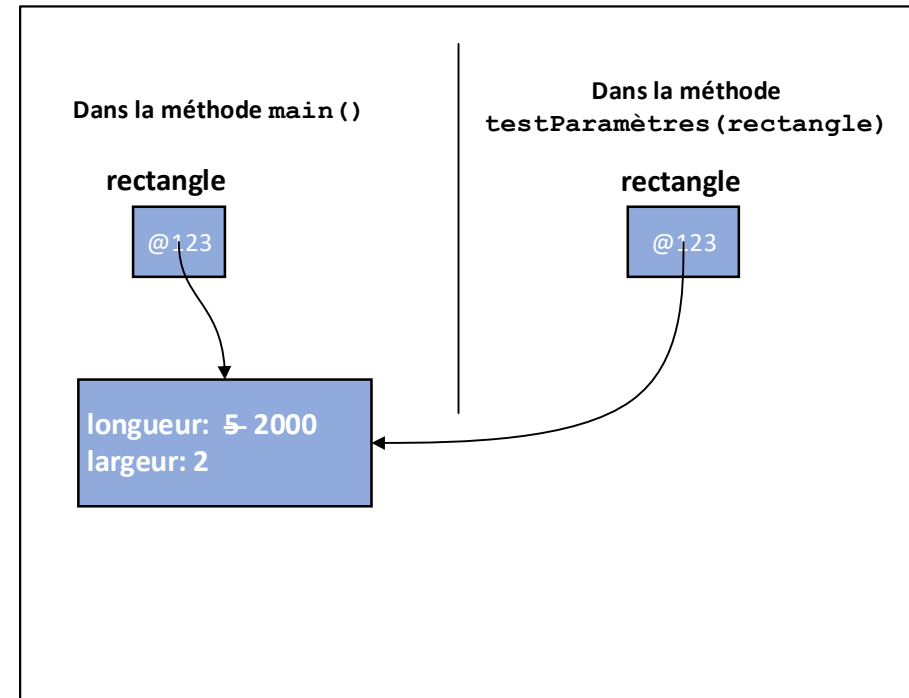 Dans la méthode main()
rectangle
@123
Dans la méthode
testParamètres(rectangle)
rectangle
@123
longueur: 5 2000
largeur: 2